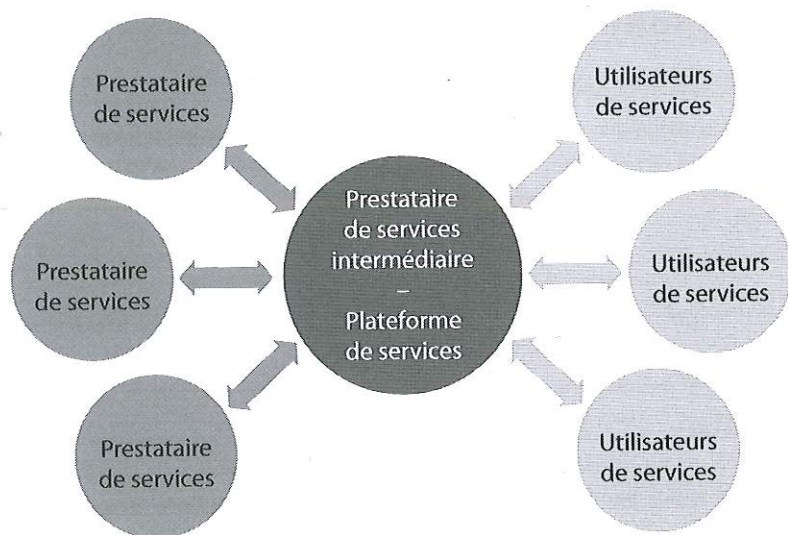 Prestataire
de services
Utilisateurs
de services
Prestataire
de services
intermédiaire
–
Plateforme
de services
Prestataire
de services
Utilisateurs
de services
Prestataire
de services
Utilisateurs
de services